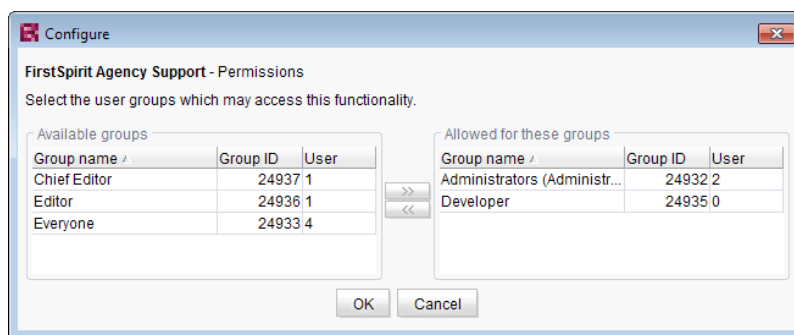 Configure
FirstSpirit Agency Support - Permissions
Select the user groups which may access this functionality.
Available groups
Group name Group ID User
Chief Editor 24937 1
Editor 24936 1
Everyone 24933 4
>>
<<
Allowed for these groups
Group name Group ID User
Administrators (Administr... 24932 2
Developer 24935 0
OK Cancel